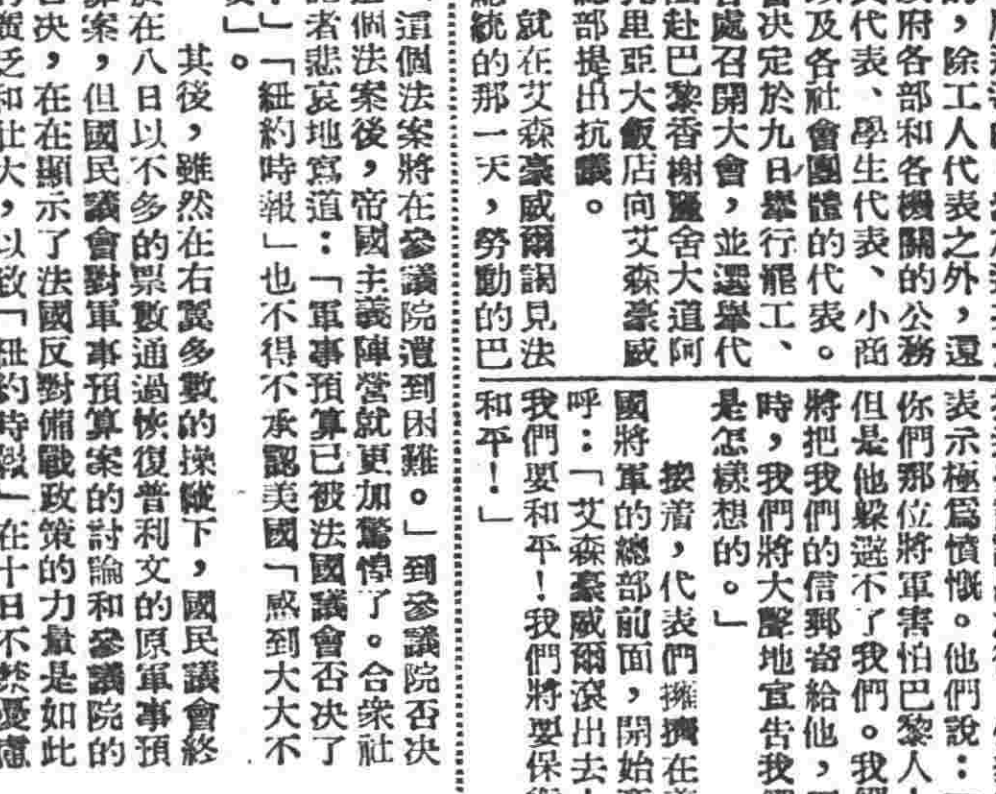 的,除工人代表之外,還
政府各部和各機關的公務
代表、學生代表、小商
以及各社會團體的代表。
會决定於九日舉行罷工、
各處召開大會,並選舉代
赴巴黎香榭麗舍大道阿
里亞大飯店向艾森豪威
總部提出抗議。
就在艾森豪威爾謁見法
總統的那一天,勞動的巴
表示極爲憤慨。他們說:
你們那位將軍害怕巴黎人
但是他躱避不了我們。我
將把我們的信郵寄給他,
時,我們將大聲地宣告我
是怎樣想的。」
接着,代表們擁擠在
國將軍的總部前面,開始
呼:「艾森豪威爾滾出去
我們要和平!我們將要保
和平!」
這個法案將在參議院遭到困難。」到參議院否决
這個法案後,帝國主義陣營就更加驚惶了。合衆社
記者悲哀地寫道:「軍事預算已被法國議會否决了
」「紐約時報」也不得不承認美國「感到大大不
」。
其後,雖然在右翼多數的操縱下,國民議會終
於在八日以不多的票數通過恢復普利文的原軍事預
算案,但國民議會對軍事預算案的討論和參議院的
否决,在在顯示了法國反對備戰政策的力量是如此
的廣泛和壯大,以致「紐約時報」在十日不禁憂慮